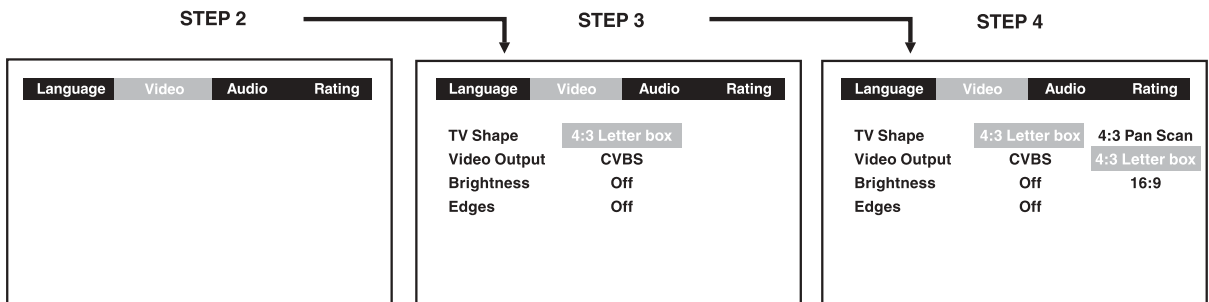 STEP 2
STEP 3
STEP 4
Language Video Audio Rating
Language Video Audio Rating
TV Shape 4:3 Letter box
Video Output CVBS
Brightness Off
Edges Off
Language Video Audio Rating
TV Shape 4:3 Letter box 4:3 Pan Scan
Video Output CVBS 4:3 Letter box
Brightness Off 16:9
Edges Off